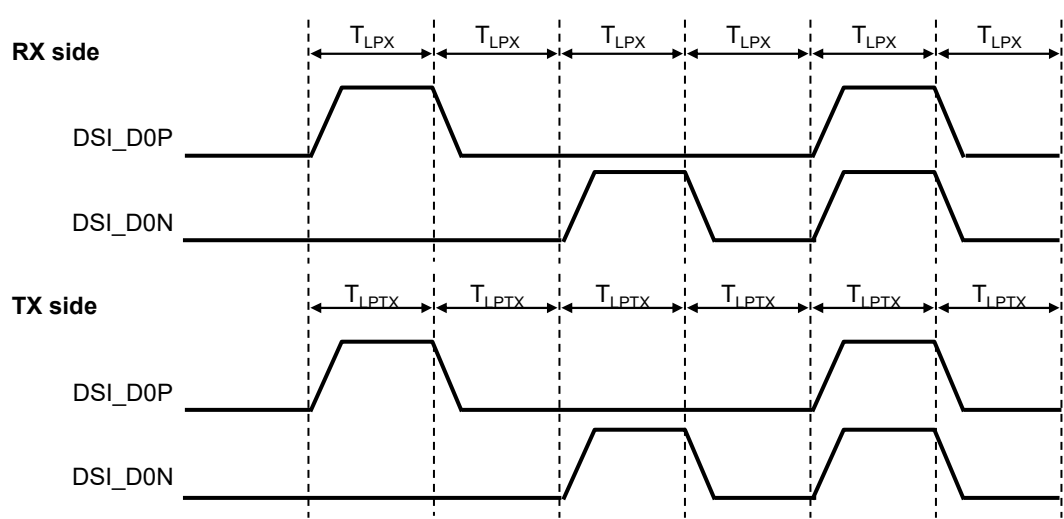 T_LPX T_LPX T_LPX T_LPX T_LPX T_LPX
RX side
DSI_D0P
DSI_D0N
T_LPTX T_LPTX T_LPTX T_LPTX T_LPTX T_LPTX
TX side
DSI_D0P
DSI_D0N